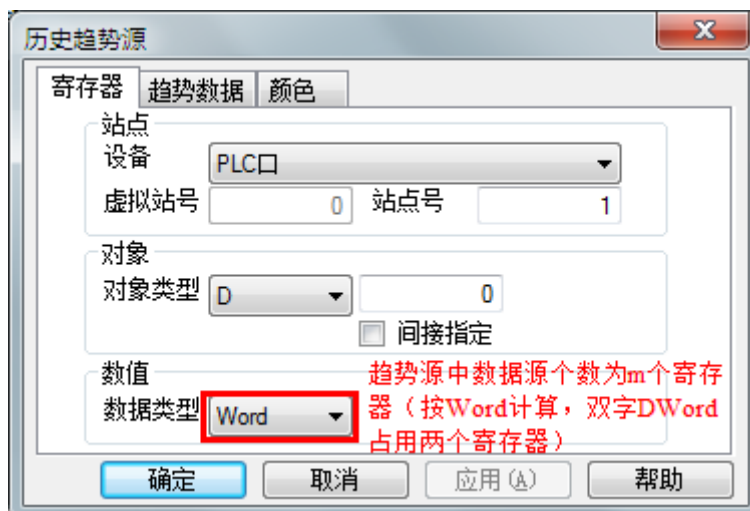 历史趋势源
寄存器 趋势数据 颜色
站点
设备 PLC口
虚拟站号 0 站点号 1
对象
对象类型 D 0
间接指定
数值
数据类型 Word
趋势源中数据源个数为m个寄存
器（按Word计算，双字DWord
占用两个寄存器）
确定 取消 应用(A) 帮助